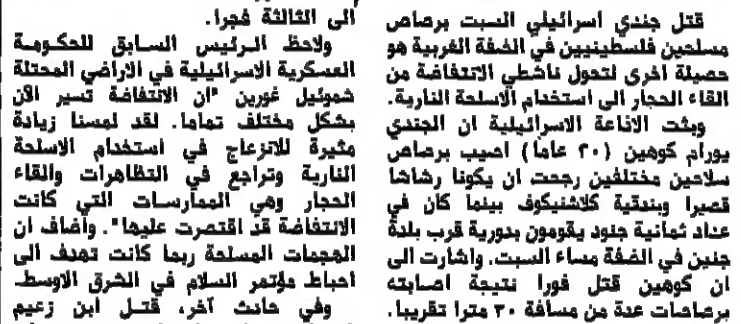 قتل جندي اسرائيلي السبت برصاص
مسلحين فلسطينيين في الضفة الغربية هو
حصيلة اخرى لتحول ناشطي الانتفاضة من
القاء الحجار الى استخدام الاسلحة النارية.
وبثت الاذاعة الاسرائيلية ان الجندي
يورام كوهين (٢٠ عاما) اصيب برصاص
سلاحين مختلفين رجحت ان يكونا رشاشا
قصيرا وبندقية كلاشنيكوف بينما كان في
عداد ثمانية جنود يقومون بدورية قرب بلدة
جنين في الضفة مساء السبت. واشارت الى
ان كوهين قتل فورا نتيجة اصابته
برصاصات عدة من مسافة ٣٠ مترا تقريبا.
الى الثالثة فجرا.
ولاحظ الرئيس السابق للحكومة
العسكرية الاسرائيلية في الاراضي المحتلة
شموئيل غورين "ان الانتفاضة تسير الآن
بشكل مختلف تماما. لقد لمسنا زيادة
مثيرة للانزعاج في استخدام الاسلحة
النارية وتراجع في التظاهرات والقاء
الحجار وهي الممارسات التي كانت
الانتفاضة قد اقتصرت عليها". وأضاف ان
الهجمات المسلحة ربما كانت تهدف الى
احباط مؤتمر السلام في الشرق الاوسط.
وفي حادث آخر، قتل ابن زعيم